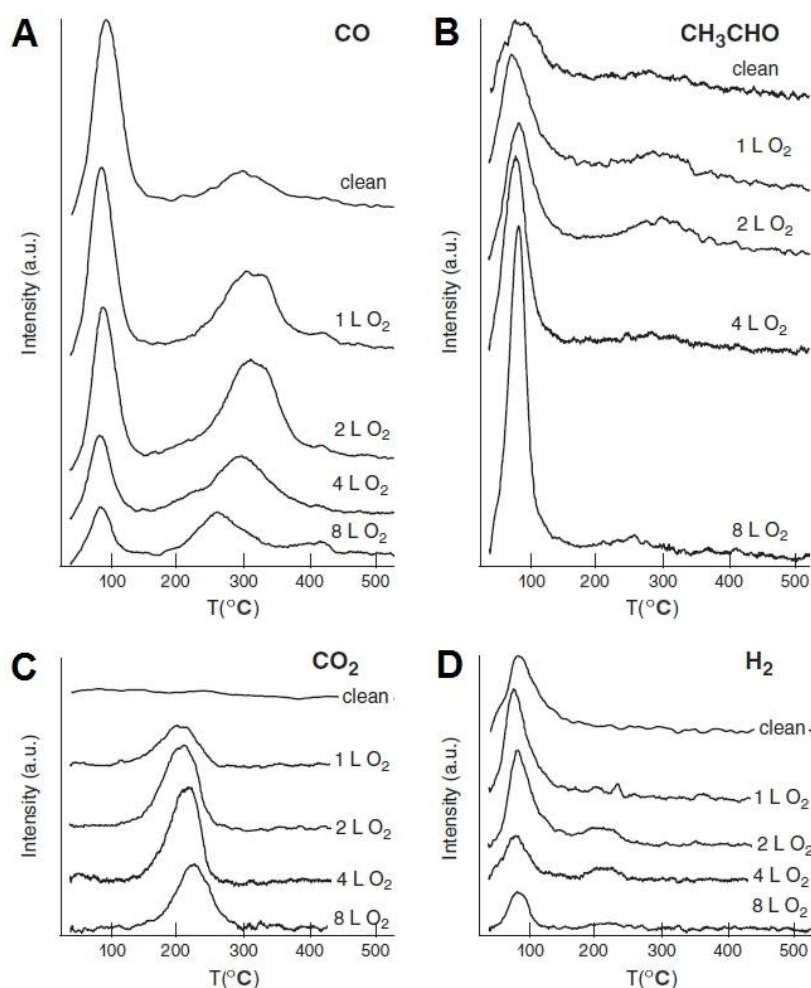 A
CO
clean
1 L O₂
2 L O₂
4 L O₂
8 L O₂
Intensity (a.u.)
100 200 300 400 500
T(°C)
B
CH₃CHO
clean
1 L O₂
2 L O₂
4 L O₂
8 L O₂
Intensity (a.u.)
100 200 300 400 500
T(°C)
C
CO₂
clean
1 L O₂
2 L O₂
4 L O₂
8 L O₂
Intensity (a.u.)
100 200 300 400 500
T(°C)
D
H₂
clean
1 L O₂
2 L O₂
4 L O₂
8 L O₂
Intensity (a.u.)
100 200 300 400 500
T(°C)